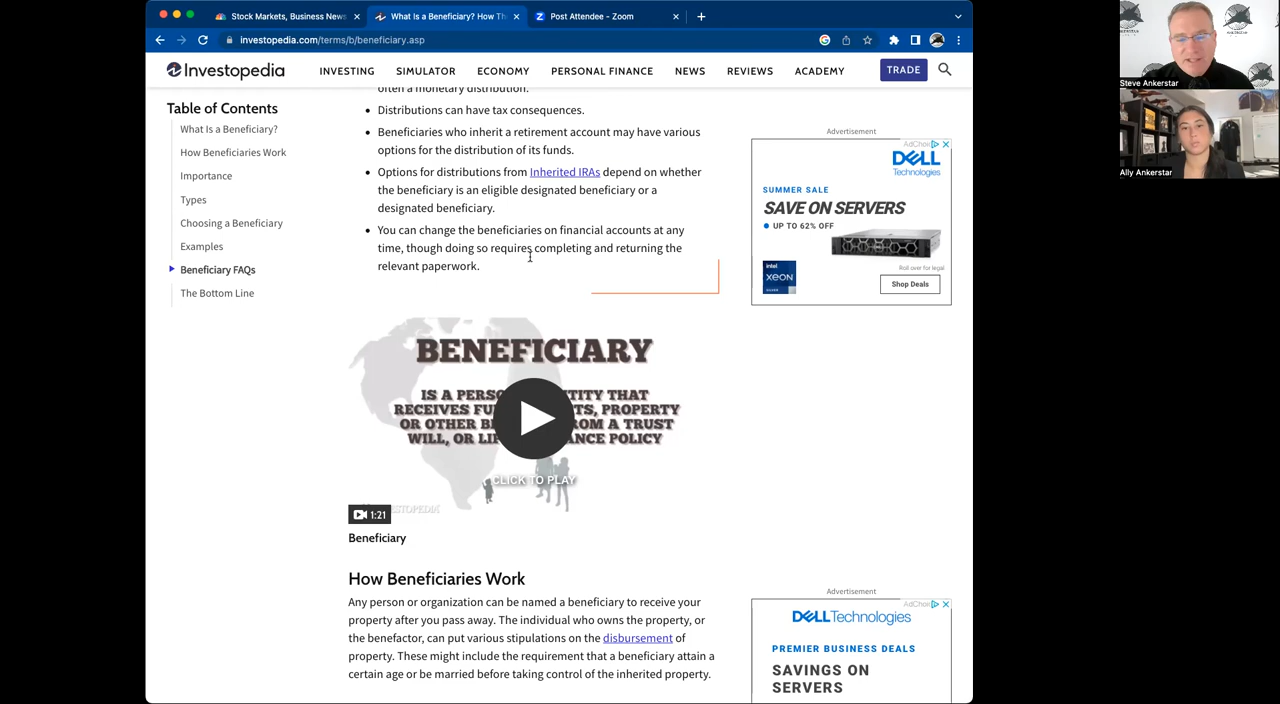 Stock Markets, Business News
What Is a Beneficiary? How Th
Post Attendee - Zoom
investopedia.com/terms/b/beneficiary.asp
Investopedia
INVESTING
SIMULATOR
ECONOMY
PERSONAL FINANCE
NEWS
REVIEWS
ACADEMY
TRADE
Table of Contents
What Is a Beneficiary?
How Beneficiaries Work
Importance
Types
Choosing a Beneficiary
Examples
Beneficiary FAQs
The Bottom Line
often a monetary distribution.
Distributions can have tax consequences.
Beneficiaries who inherit a retirement account may have various
options for the distribution of its funds.
Options for distributions from Inherited IRAs depend on whether
the beneficiary is an eligible designated beneficiary or a
designated beneficiary.
You can change the beneficiaries on financial accounts at any
time, though doing so requires completing and returning the
relevant paperwork.
BENEFICIARY
IS A PERSO NTITY THAT
RECEIVES FU TS, PROPERTY
OR OTHER B ROM A TRUST
WILL, OR LI ANCE POLICY
CLICK TO PLAY
1:21
ESTOPEDIA
Beneficiary
How Beneficiaries Work
Any person or organization can be named a beneficiary to receive your
property after you pass away. The individual who owns the property, or
the benefactor, can put various stipulations on the disbursement of
property. These might include the requirement that a beneficiary attain a
certain age or be married before taking control of the inherited property.
Advertisement
AdChoic
DELL
Technologies
SUMMER SALE
SAVE ON SERVERS
UP TO 62% OFF
intel
XEON
Roll over for legal
Shop Deals
Advertisement
AdChoic
DELLTechnologies
PREMIER BUSINESS DEALS
SAVINGS ON
SERVERS
Steve Ankerstar
Ally Ankerstar